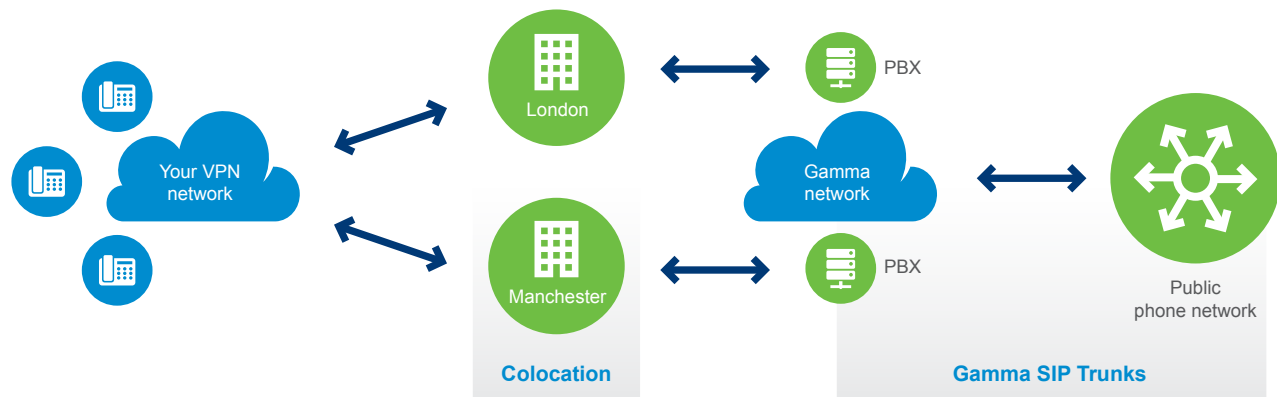 Your VPN
network
London
Manchester
Colocation
PBX
Gamma
network
PBX
Public
phone network
Gamma SIP Trunks